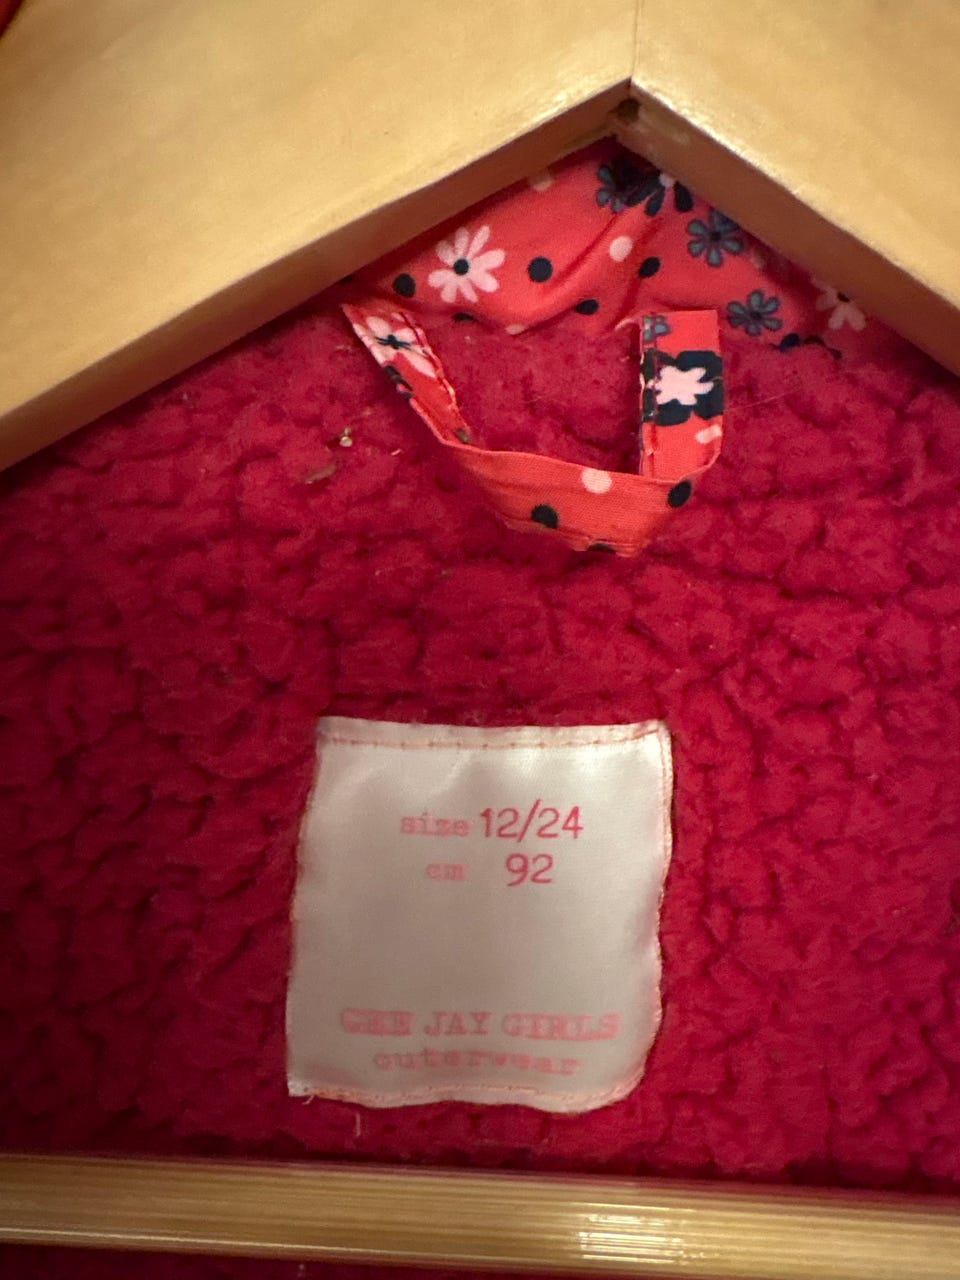 size 12/24
cm 92
GEE JAY GIRLS
outerwear